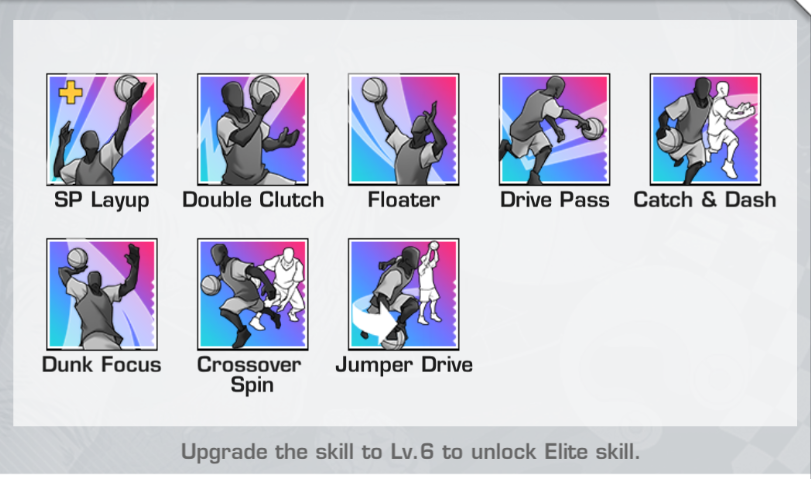 SP Layup
Double Clutch
Floater
Drive Pass
Catch & Dash
Dunk Focus
Crossover
Spin
Jumper Drive
Upgrade the skill to Lv.6 to unlock Elite skill.